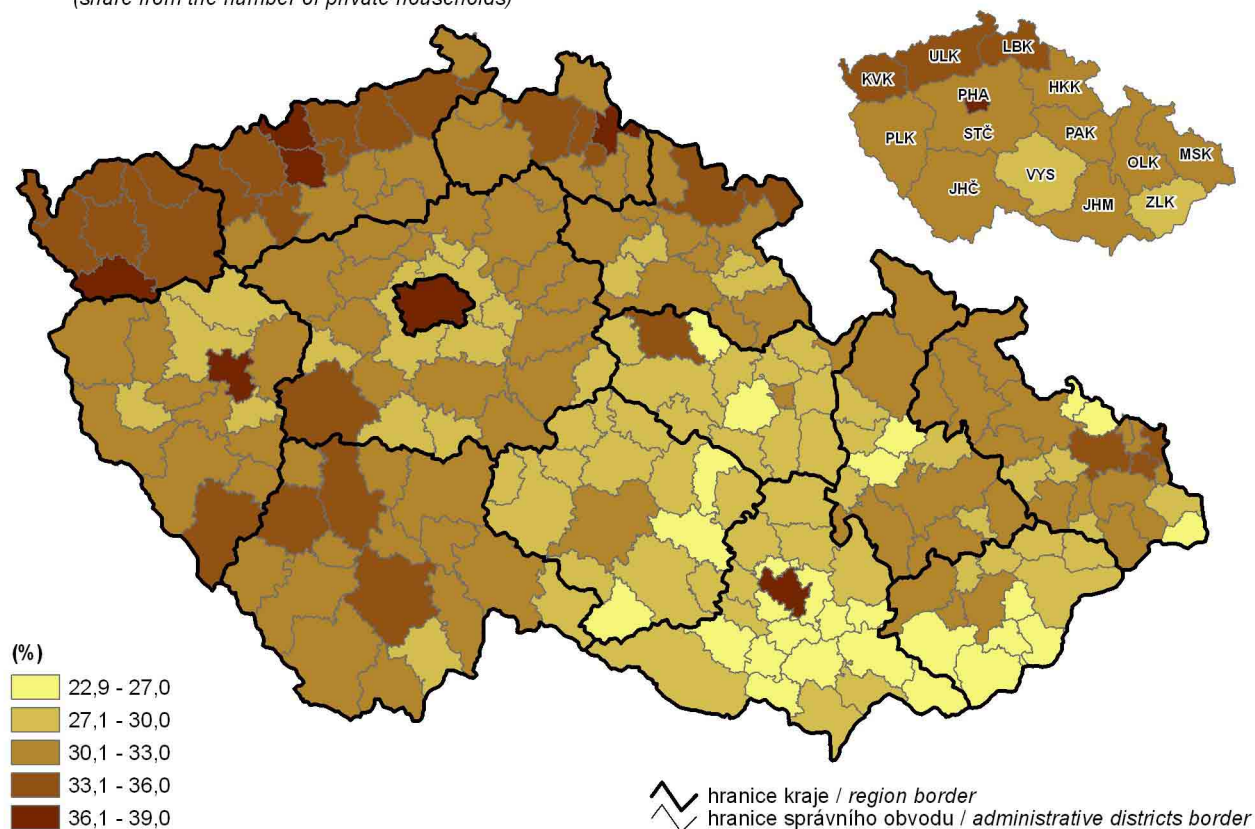 (share from the number of private households)
LBK
ULK
KVK
HKK
PHA
PLK
STČ
PAK
OLK
MSK
VYS
JHČ
JHM
ZLK
(%)
22,9 - 27,0
27,1 - 30,0
30,1 - 33,0
33,1 - 36,0
36,1 - 39,0
hranice kraje / region border
hranice správního obvodu / administrative districts border